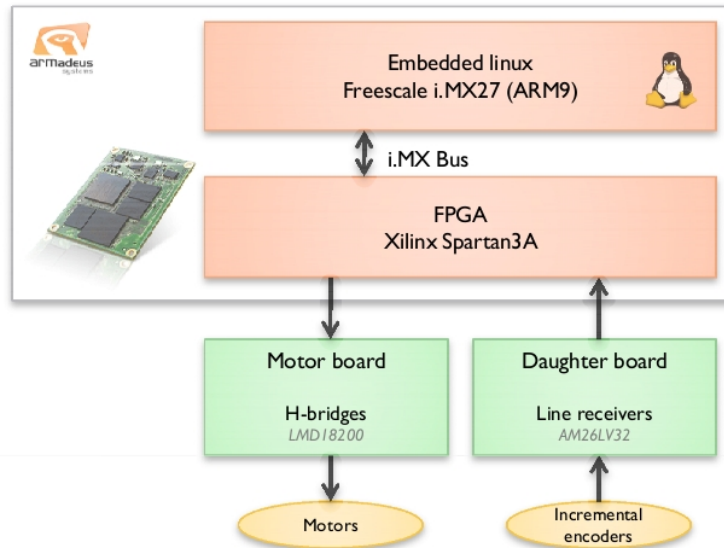 armadeus
systems
Embedded linux
Freescale i.MX27 (ARM9)
i.MX Bus
FPGA
Xilinx Spartan3A
Motor board
H-bridges
LMD18200
Daughter board
Line receivers
AM26LV32
Motors
Incremental
encoders